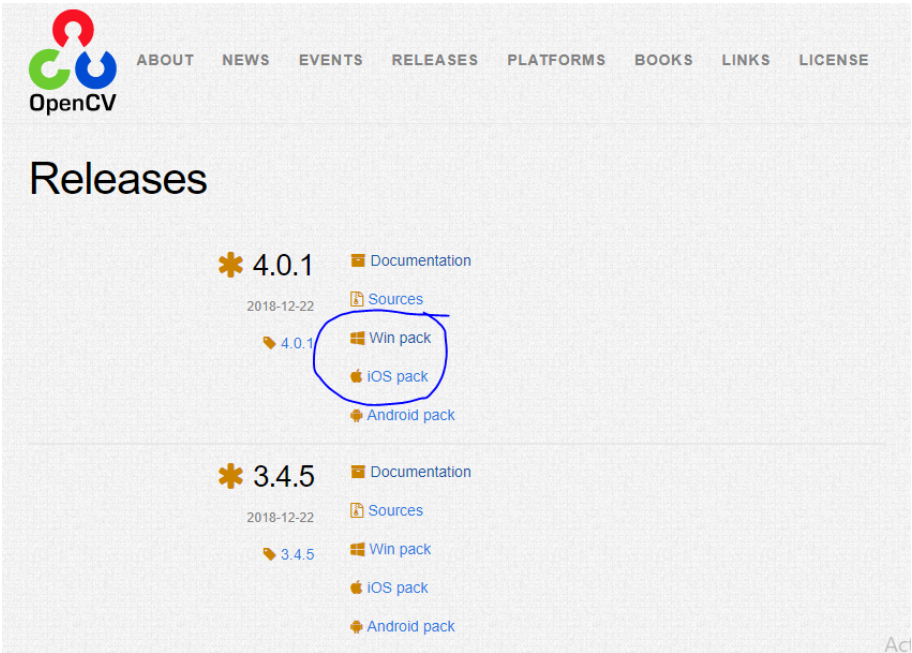 OpenCV
ABOUT NEWS EVENTS RELEASES PLATFORMS BOOKS LINKS LICENSE
Releases
4.0.1
2018-12-22
4.0.1
Documentation
Sources
Win pack
iOS pack
Android pack
3.4.5
2018-12-22
3.4.5
Documentation
Sources
Win pack
iOS pack
Android pack
Act